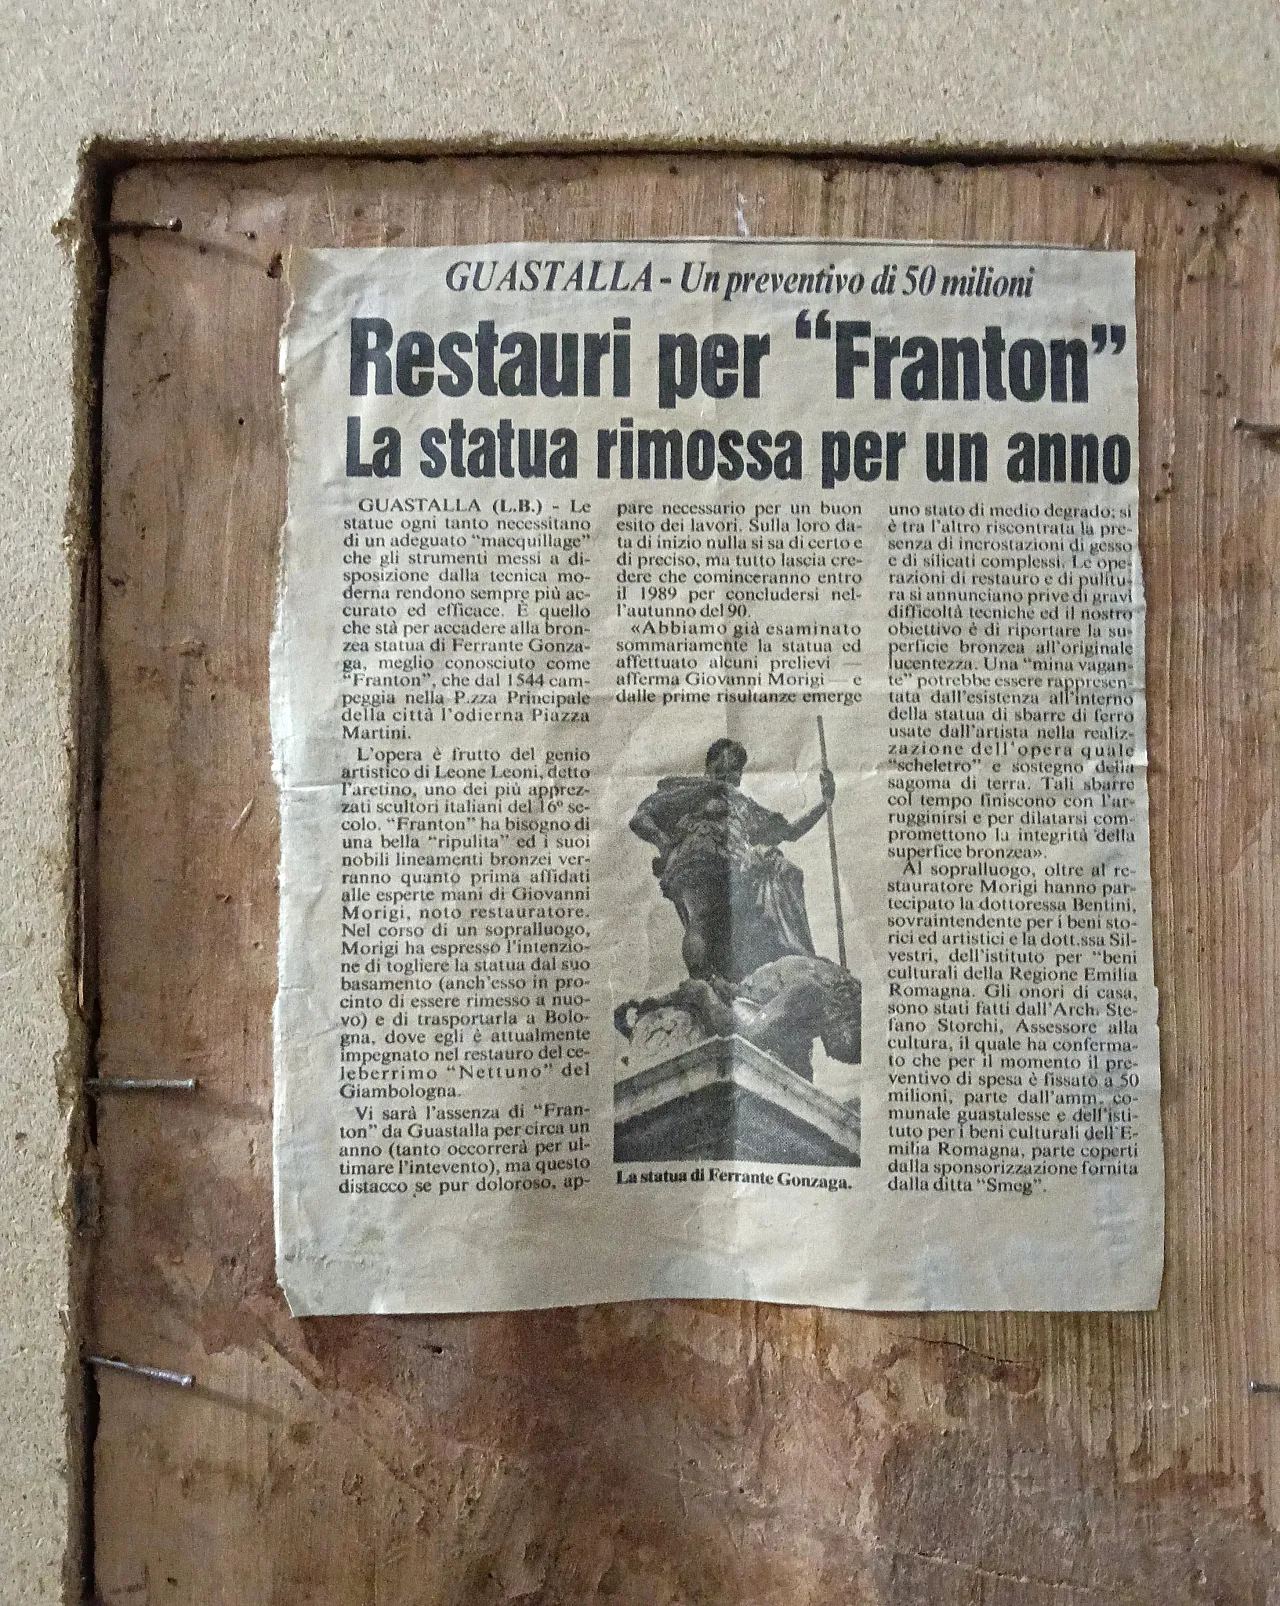 GUASTALLA - Un preventivo di 50 milioni
Restauri per “Franton”
La statua rimossa per un anno
GUASTALLA (L.B.) - Le
statue ogni tanto necessitano
di un adeguato “macquillage”
che gli strumenti messi a di-
sposizione dalla tecnica mo-
derna rendono sempre più ac-
curato ed efficace. È quello
che stà per accadere alla bron-
zea statua di Ferrante Gonza-
ga, meglio conosciuto come
“Franton”, che dal 1544 cam-
peggia nella P.zza Principale
della città l’odierna Piazza
Martini.
L’opera è frutto del genio
artistico di Leone Leoni, detto
l’aretino, uno dei più apprez-
zati scultori italiani del 16º se-
colo. “Franton” ha bisogno di
una bella “ripulita” ed i suoi
nobili lineamenti bronzei ver-
ranno quanto prima affidati
alle esperte mani di Giovanni
Morigi, noto restauratore.
Nel corso di un sopralluogo,
Morigi ha espresso l’intenzio-
ne di togliere la statua dal suo
basamento (anch’esso in pro-
cinto di essere rimesso a nuo-
vo) e di trasportarla a Bolo-
gna, dove egli è attualmente
impegnato nel restauro del ce-
leberrimo “Nettuno” del
Giambologna.
Vi sarà l’assenza di “Fran-
ton” da Guastalla per circa un
anno (tanto occorrerà per ul-
timare l’intevento), ma questo
distacco se pur doloroso, ap-
pare necessario per un buon
esito dei lavori. Sulla loro da-
ta di inizio nulla si sa di certo e
di preciso, ma tutto lascia cre-
dere che cominceranno entro
il 1989 per concludersi nel-
l’autunno del 90.
«Abbiamo già esaminato
sommariamente la statua ed
affettuato alcuni prelievi —
afferma Giovanni Morigi — e
dalle prime risultanze emerge
La statua di Ferrante Gonzaga.
uno stato di medio degrado; si
è tra l’altro riscontrata la pre-
senza di incrostazioni di gesso
e di silicati complessi. Le ope-
razioni di restauro e di pulitu-
ra si annunciano prive di gravi
difficoltà tecniche ed il nostro
obiettivo è di riportare la su-
perficie bronzea all’originale
lucentezza. Una “mina vagan-
te” potrebbe essere rappresen-
tata dall’esistenza all’interno
della statua di sbarre di ferro
usate dall’artista nella realiz-
zazione dell’opera quale
“scheletro” e sostegno della
sagoma di terra. Tali sbarre
col tempo finiscono con l’ar-
rugginirsi e per dilatarsi com-
promettono la integrità della
superfice bronzea».
Al sopralluogo, oltre al re-
stauratore Morigi hanno par-
tecipato la dottoressa Bentini,
sovraintendente per i beni sto-
rici ed artistici e la dott.ssa Sil-
vestri, dell’istituto per “beni
culturali della Regione Emilia
Romagna. Gli onori di casa,
sono stati fatti dall’Arch. Ste-
fano Storchi, Assessore alla
cultura, il quale ha conferma-
to che per il momento il pre-
ventivo di spesa è fissato a 50
milioni, parte dall’amm. co-
munale guastallese e dell’isti-
tuto per i beni culturali dell’E-
milia Romagna, parte coperti
dalla sponsorizzazione fornita
dalla ditta “Smeg”.